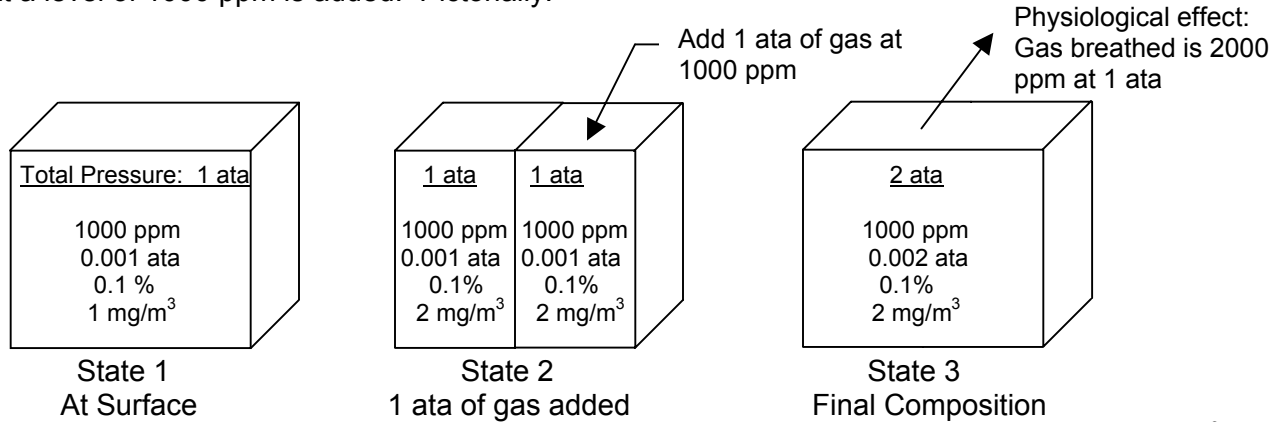 at a level of 1000 ppm is added. Pictorially:
Physiological effect:
Gas breathed is 2000
ppm at 1 ata
Add 1 ata of gas at
1000 ppm
Total Pressure: 1 ata
1000 ppm
0.001 ata
0.1 %
1 mg/m³
State 1
At Surface
1 ata 1 ata
1000 ppm 1000 ppm
0.001 ata 0.001 ata
0.1% 0.1%
2 mg/m³ 2 mg/m³
State 2
1 ata of gas added
2 ata
1000 ppm
0.002 ata
0.1%
2 mg/m³
State 3
Final Composition